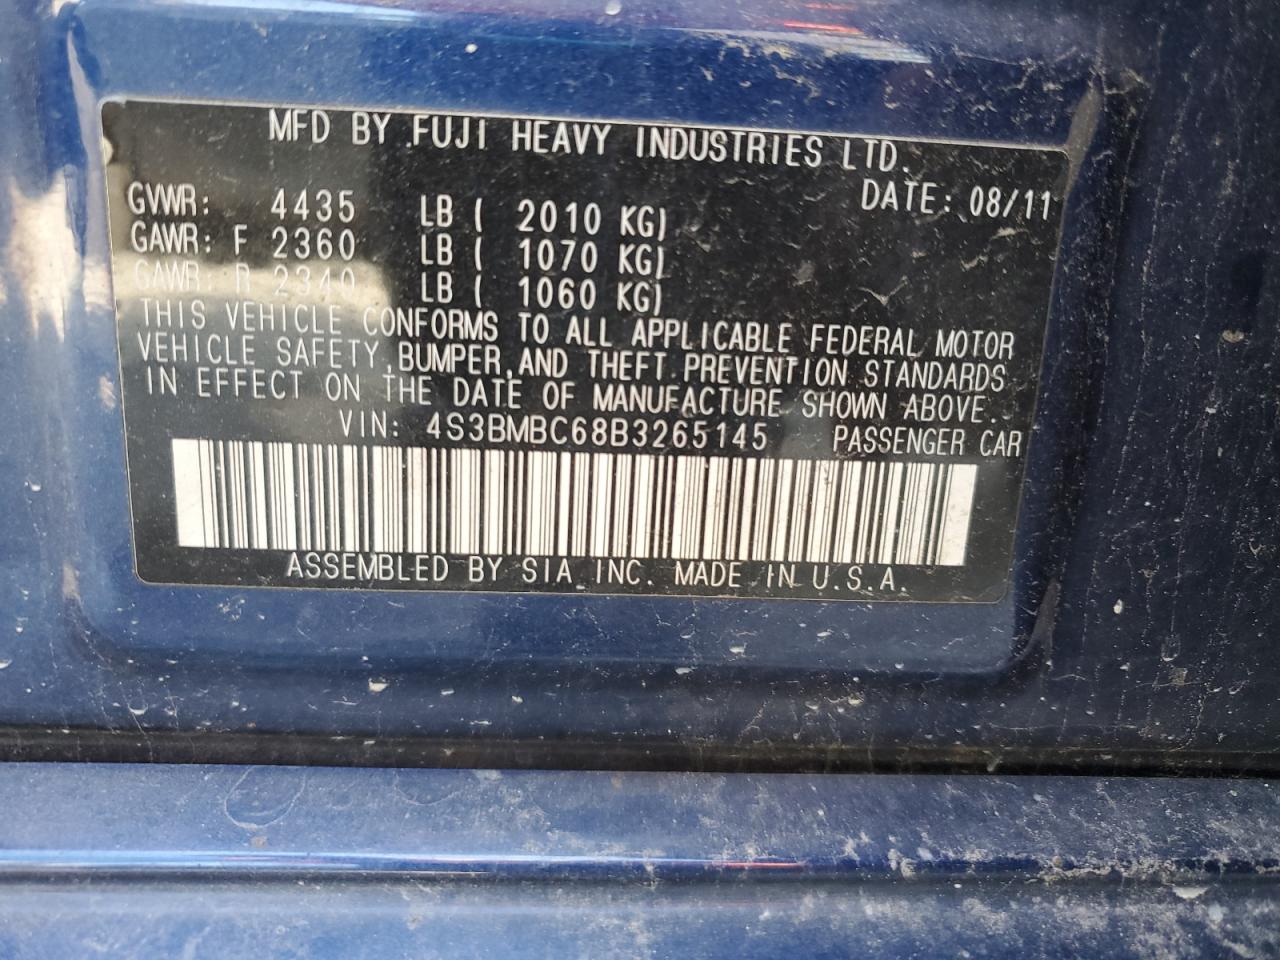 MFD BY FUJI HEAVY INDUSTRIES LTD.
DATE: 08/11
GVWR: 4435 LB ( 2010 KG)
GAWR: F 2360 LB ( 1070 KG)
GAWR: R 2340 LB ( 1060 KG)
THIS VEHICLE CONFORMS TO ALL APPLICABLE FEDERAL MOTOR
VEHICLE SAFETY, BUMPER, AND THEFT PREVENTION STANDARDS
IN EFFECT ON THE DATE OF MANUFACTURE SHOWN ABOVE.
VIN: 4S3BMBC68B3265145 PASSENGER CAR
ASSEMBLED BY SIA INC. MADE IN U.S.A.